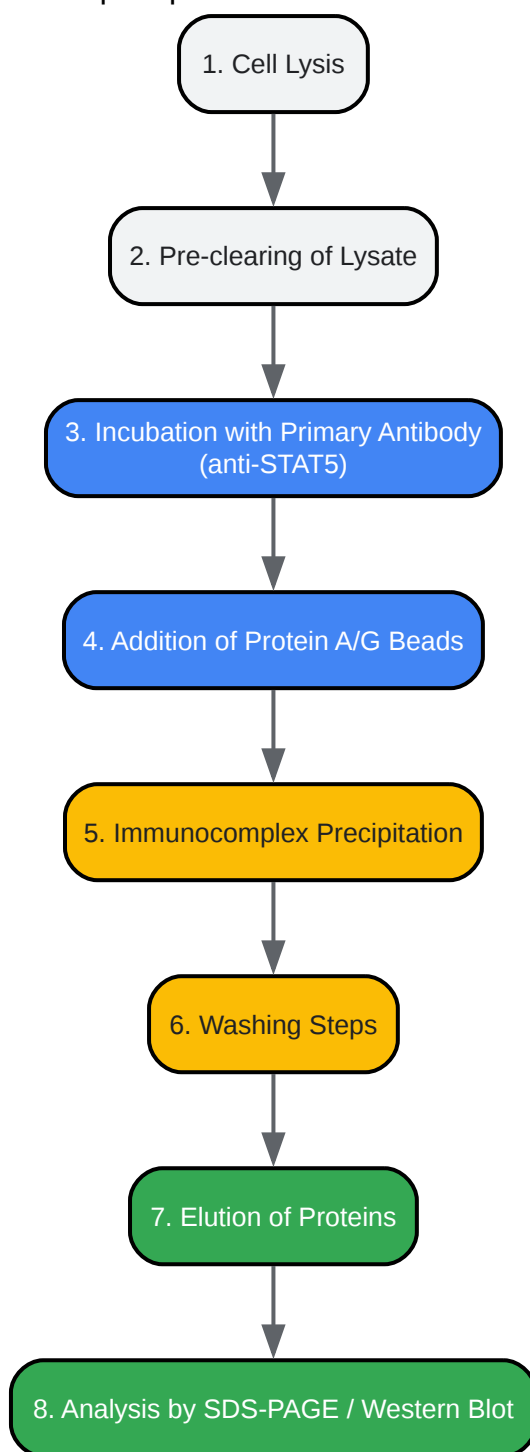 1. Cell Lysis
2. Pre-clearing of Lysate
3. Incubation with Primary Antibody
(anti-STAT5)
4. Addition of Protein A/G Beads
5. Immunocomplex Precipitation
6. Washing Steps
7. Elution of Proteins
8. Analysis by SDS-PAGE / Western Blot